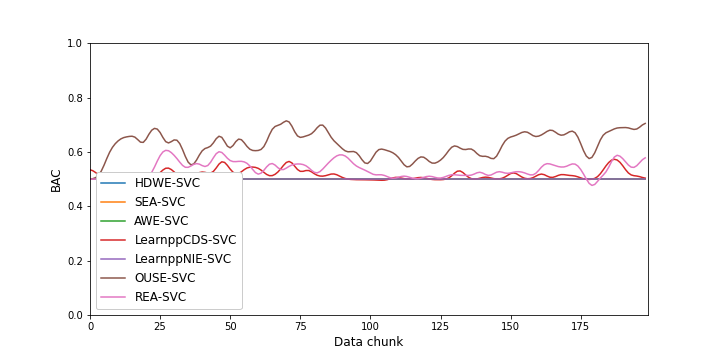 1.0
0.8
0.6
0.4
0.2
0.0
BAC
HDWE-SVC
SEA-SVC
AWE-SVC
LearnppCDS-SVC
LearnppNIE-SVC
OUSE-SVC
REA-SVC
0 25 50 75 100 125 150 175
Data chunk